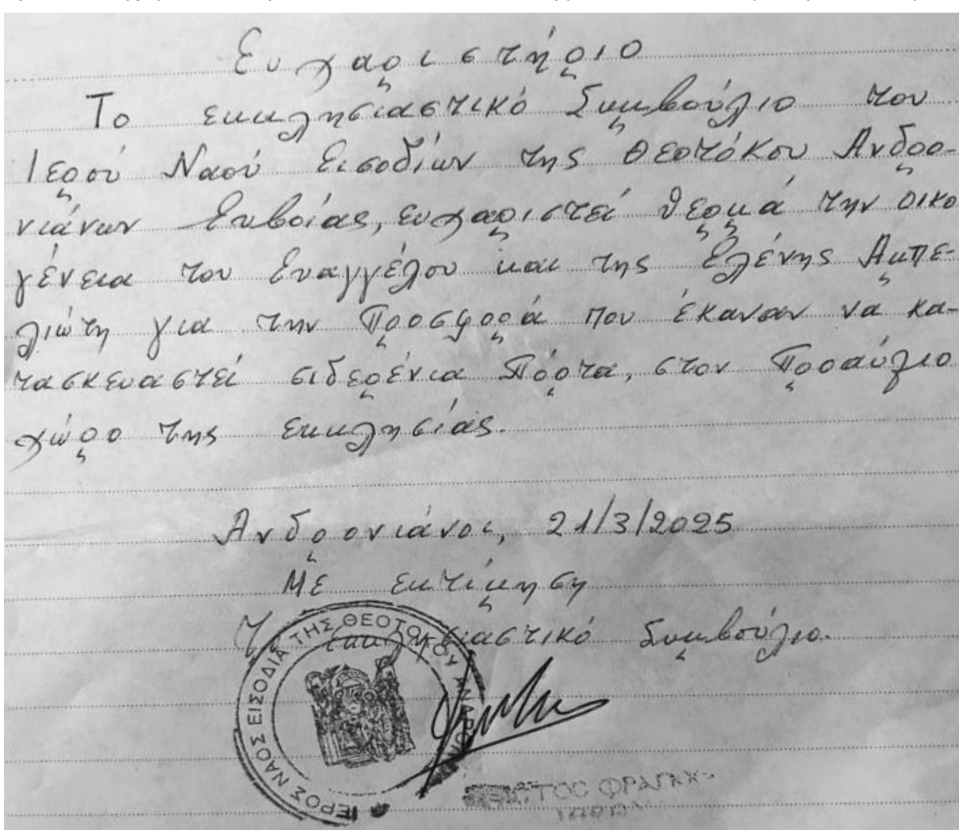 Ευχαριστήριο
Το εκκλησιαστικό Συμβούλιο του
Ιερού Ναού Εισοδίων της Θεοτόκου Ανδρο-
νιάνων Ευβοίας, ευχαριστεί θερμά την οικο
γένεια του Ευαγγέλου και της Ελένης Αμπε-
λιώτη για την Προσφορά που έκαναν να κα-
τασκευαστεί σιδερένια Πόρτα, στον Προαύλιο
χώρο της εκκλησίας.
Ανδρονιάνοι, 21/3/2025
Με εκτίμηση
Το εκκλησιαστικό Συμβούλιο.
ΙΕΡΟΣ ΝΑΟΣ ΕΙΣΟΔΙΑ ΤΗΣ ΘΕΟΤΟΚΟΥ